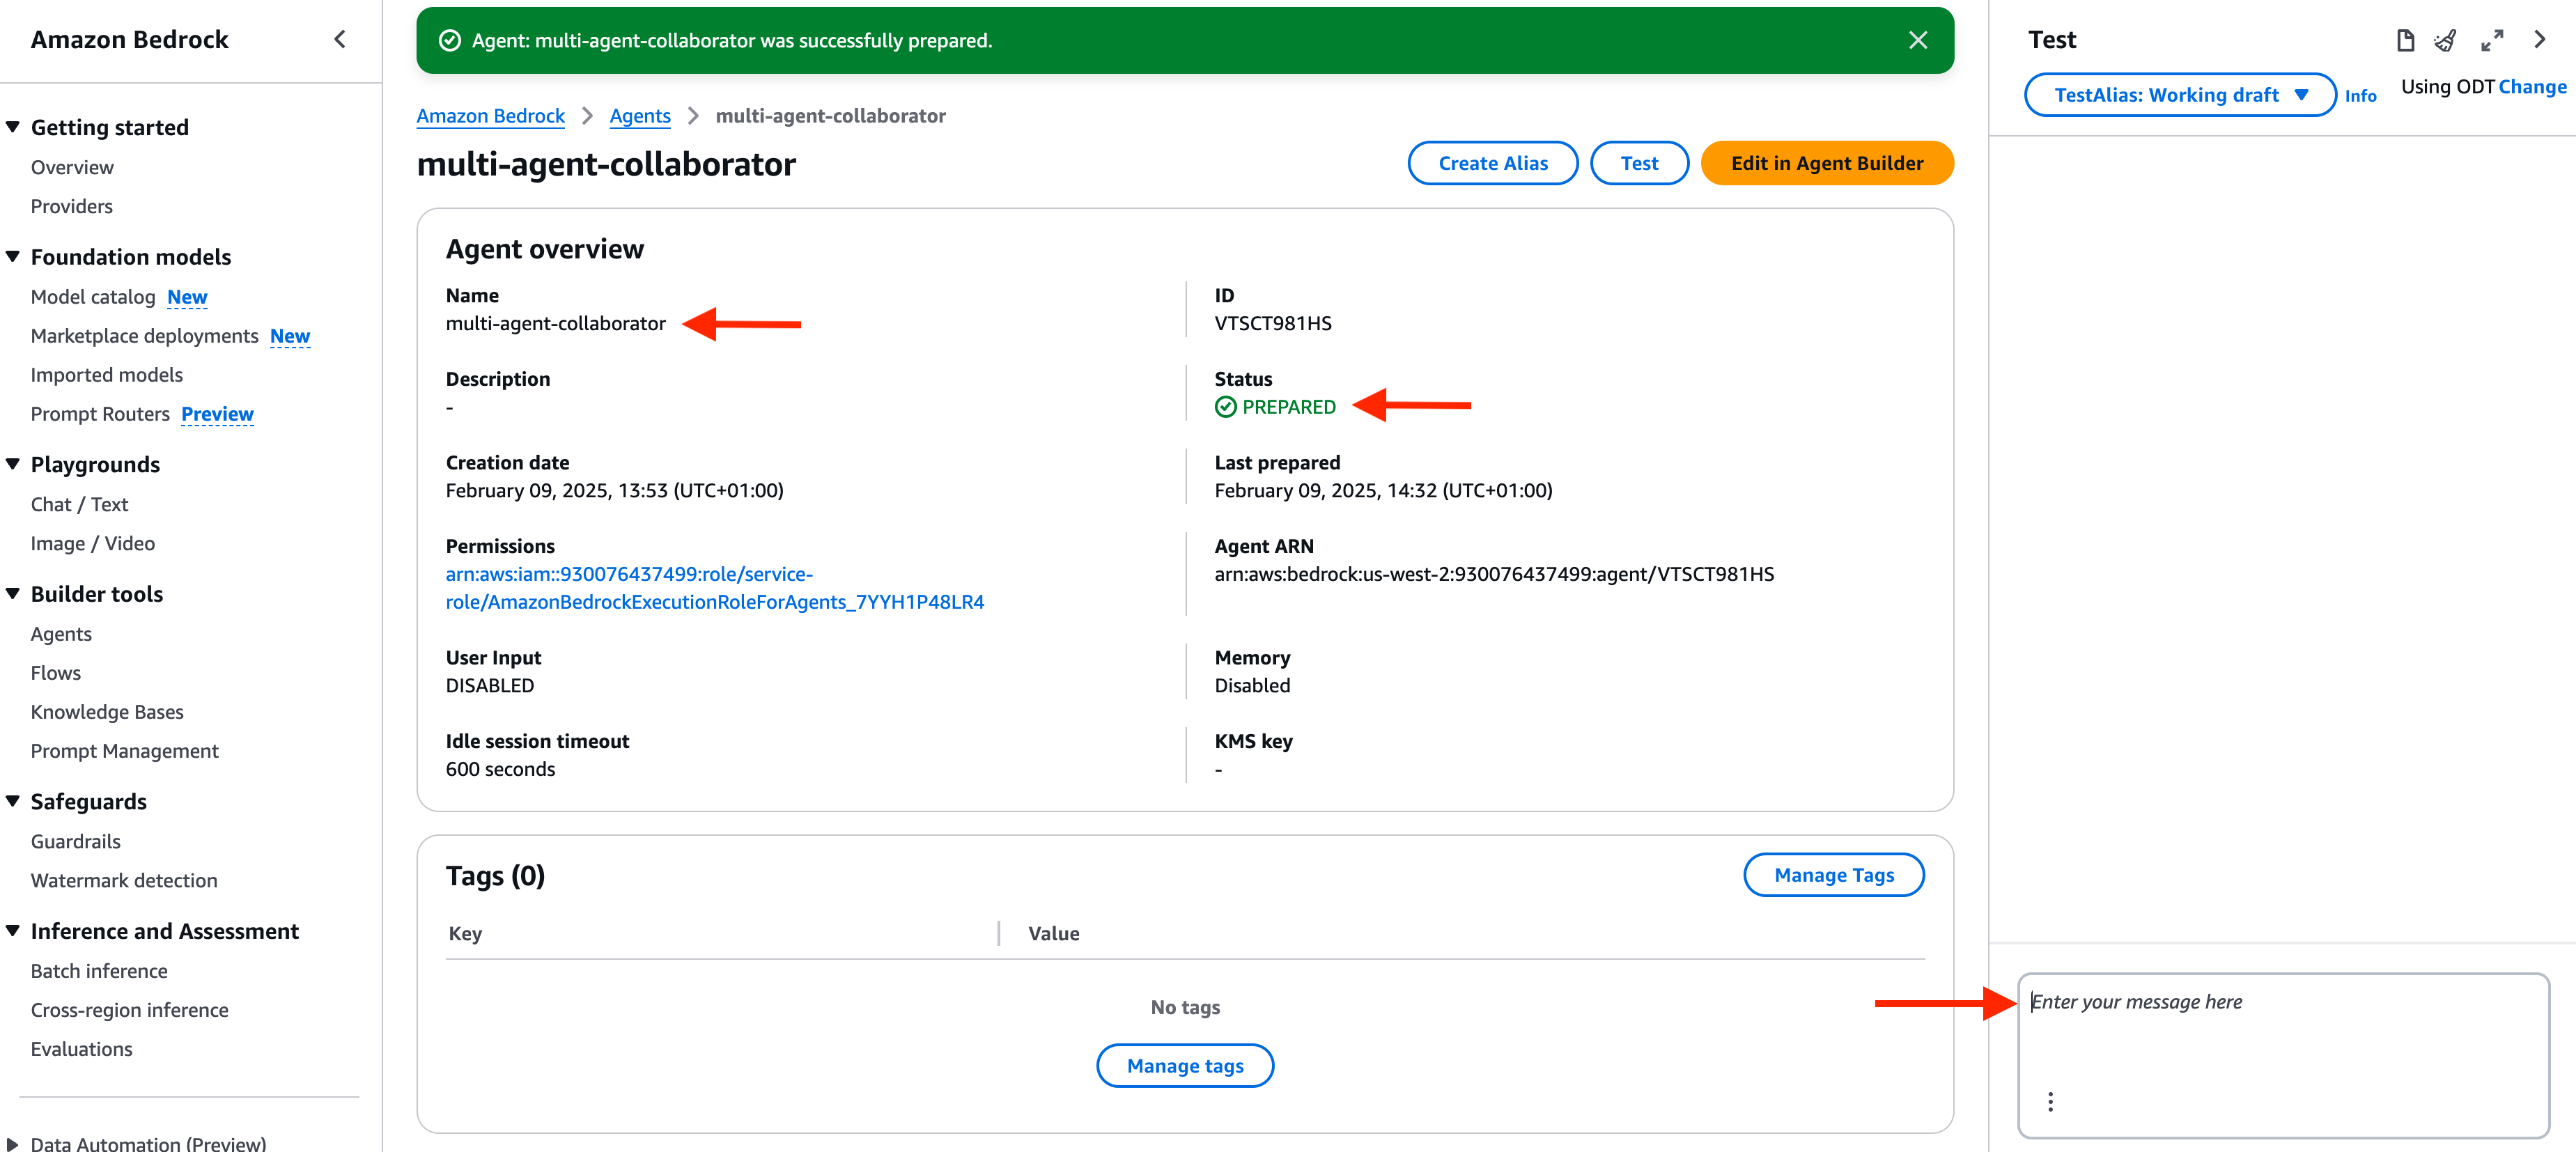 Amazon Bedrock
Getting started
Overview
Providers
Foundation models
Model catalog New
Marketplace deployments New
Imported models
Prompt Routers Preview
Playgrounds
Chat / Text
Image / Video
Builder tools
Agents
Flows
Knowledge Bases
Prompt Management
Safeguards
Guardrails
Watermark detection
Inference and Assessment
Batch inference
Cross-region inference
Evaluations
Data Automation (Preview)
Agent: multi-agent-collaborator was successfully prepared.
Amazon Bedrock > Agents > multi-agent-collaborator
multi-agent-collaborator
Create Alias
Test
Edit in Agent Builder
Agent overview
Name
multi-agent-collaborator
ID
VTSCT981HS
Description
-
Status
PREPARED
Creation date
February 09, 2025, 13:53 (UTC+01:00)
Last prepared
February 09, 2025, 14:32 (UTC+01:00)
Permissions
arn:aws:iam::930076437499:role/service-
role/AmazonBedrockExecutionRoleForAgents_7YYH1P48LR4
Agent ARN
arn:aws:bedrock:us-west-2:930076437499:agent/VTSCT981HS
User Input
DISABLED
Memory
Disabled
Idle session timeout
600 seconds
KMS key
-
Tags (0)
Manage Tags
Key
Value
No tags
Manage tags
Test
TestAlias: Working draft
Info
Using ODT Change
Enter your message here